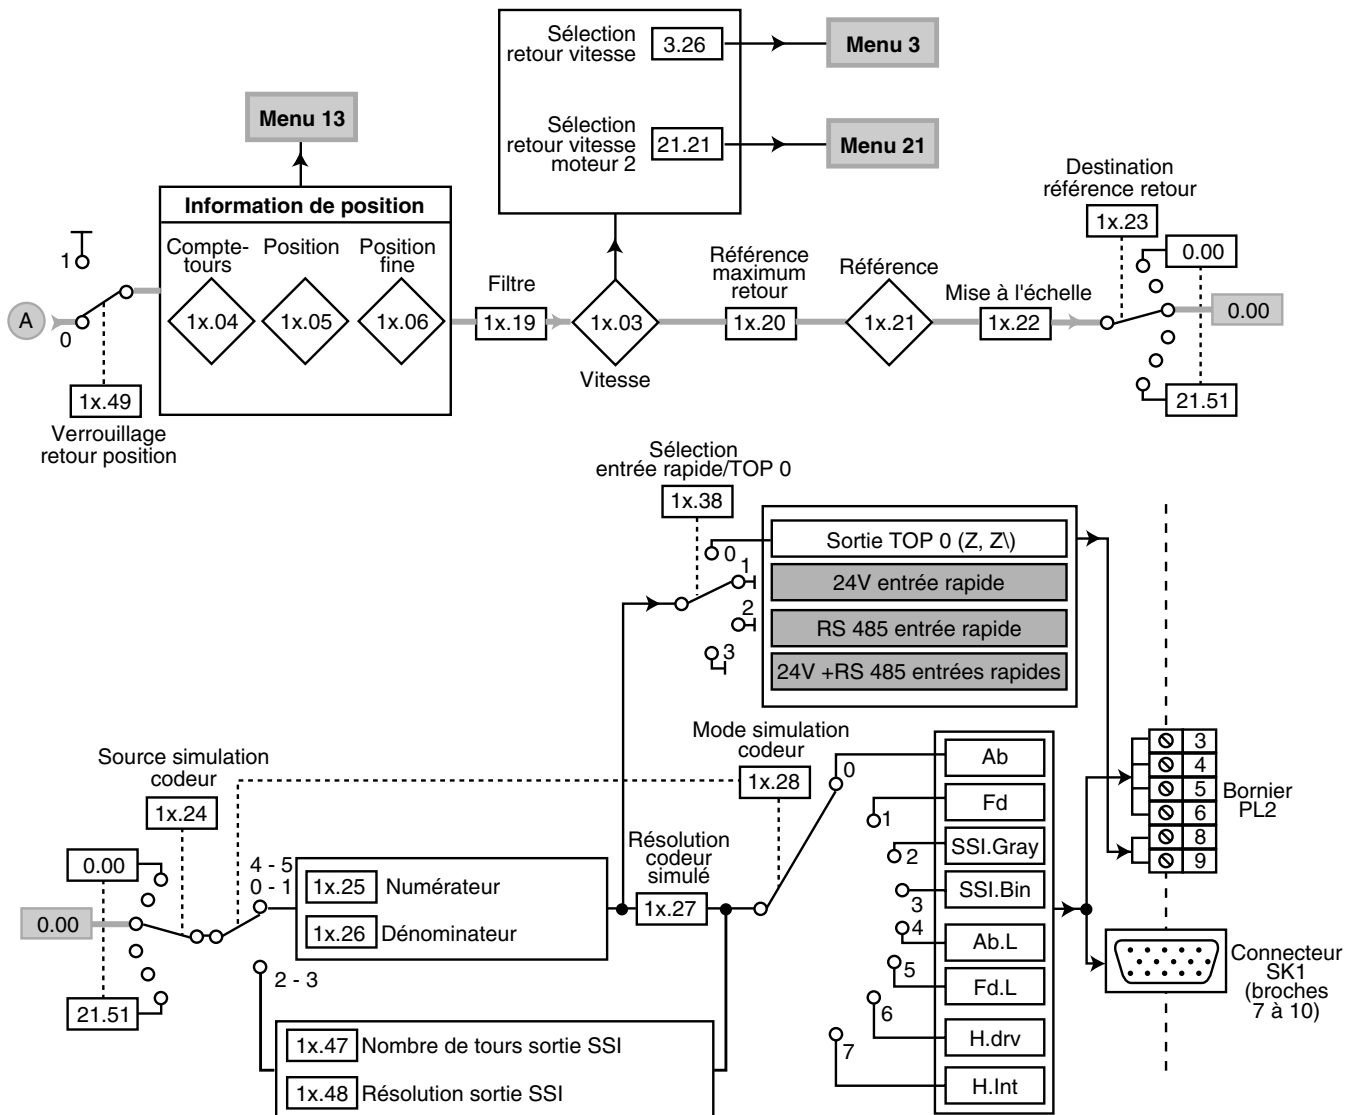 Sélection
retour vitesse
3.26
Menu 3
Menu 13
Sélection
retour vitesse
moteur 2
21.21
Menu 21
Destination
référence retour
1x.23
0.00
Information de position
Compte-
tours
Position
Position
fine
1x.04
1x.05
1x.06
1
A
0
1x.49
Verrouillage
retour position
Filtre
1x.19
1x.03
Vitesse
Référence
maximum
retour
1x.20
Référence
1x.21
Mise à l'échelle
1x.22
0.00
21.51
Sélection
entrée rapide/TOP 0
1x.38
0
1
2
3
Sortie TOP 0 (Z, Z\)
24V entrée rapide
RS 485 entrée rapide
24V +RS 485 entrées rapides
Source simulation
codeur
1x.24
0.00
0.00
21.51
4 - 5
0 - 1
2 - 3
1x.25 Numérateur
1x.26 Dénominateur
1x.47 Nombre de tours sortie SSI
1x.48 Résolution sortie SSI
Résolution
codeur
simulé
1x.27
Mode simulation
codeur
1x.28
0
1
2
3
4
5
6
7
Ab
Fd
SSI.Gray
SSI.Bin
Ab.L
Fd.L
H.drv
H.Int
3
4
5
6
8
9
Bornier
PL2
Connecteur
SK1
(broches
7 à 10)